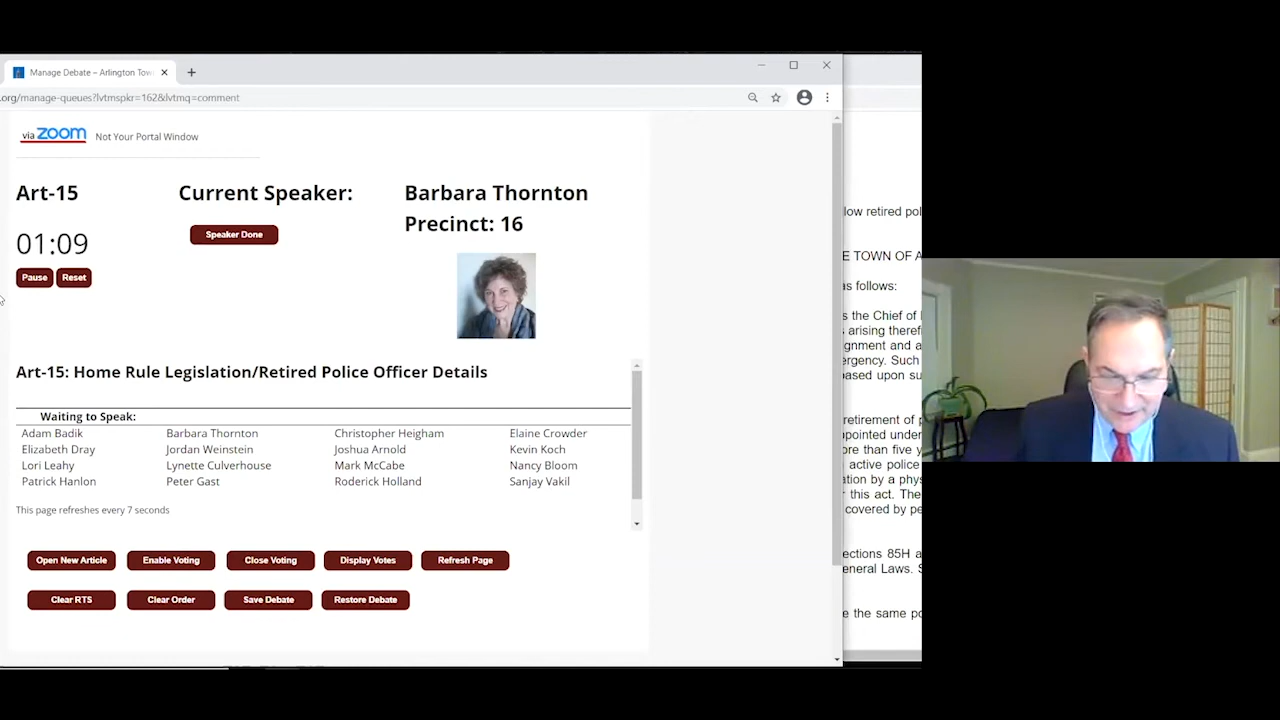 Manage Debate – Arlington Tow
.org/manage-queues?lvtmspkr=162&lvtmq=comment
via zoom Not Your Portal Window
Art-15
Current Speaker:
Barbara Thornton
Precinct: 16
Speaker Done
01:09
Pause
Reset
Art-15: Home Rule Legislation/Retired Police Officer Details
Waiting to Speak:
Adam Badik Barbara Thornton Christopher Heigham Elaine Crowder
Elizabeth Dray Jordan Weinstein Joshua Arnold Kevin Koch
Lori Leahy Lynette Culverhouse Mark McCabe Nancy Bloom
Patrick Hanlon Peter Gast Roderick Holland Sanjay Vakil
This page refreshes every 7 seconds
Open New Article Enable Voting Close Voting Display Votes Refresh Page
Clear RTS Clear Order Save Debate Restore Debate
low retired pol
E TOWN OF A
as follows:
s the Chief of
s arising theref
gnment and a
ergency. Such
pased upon su
retirement of p
pointed under
ore than five y
active police
ation by a phys
r this act. The
covered by pe
ections 85H a
eneral Laws. S
e the same po